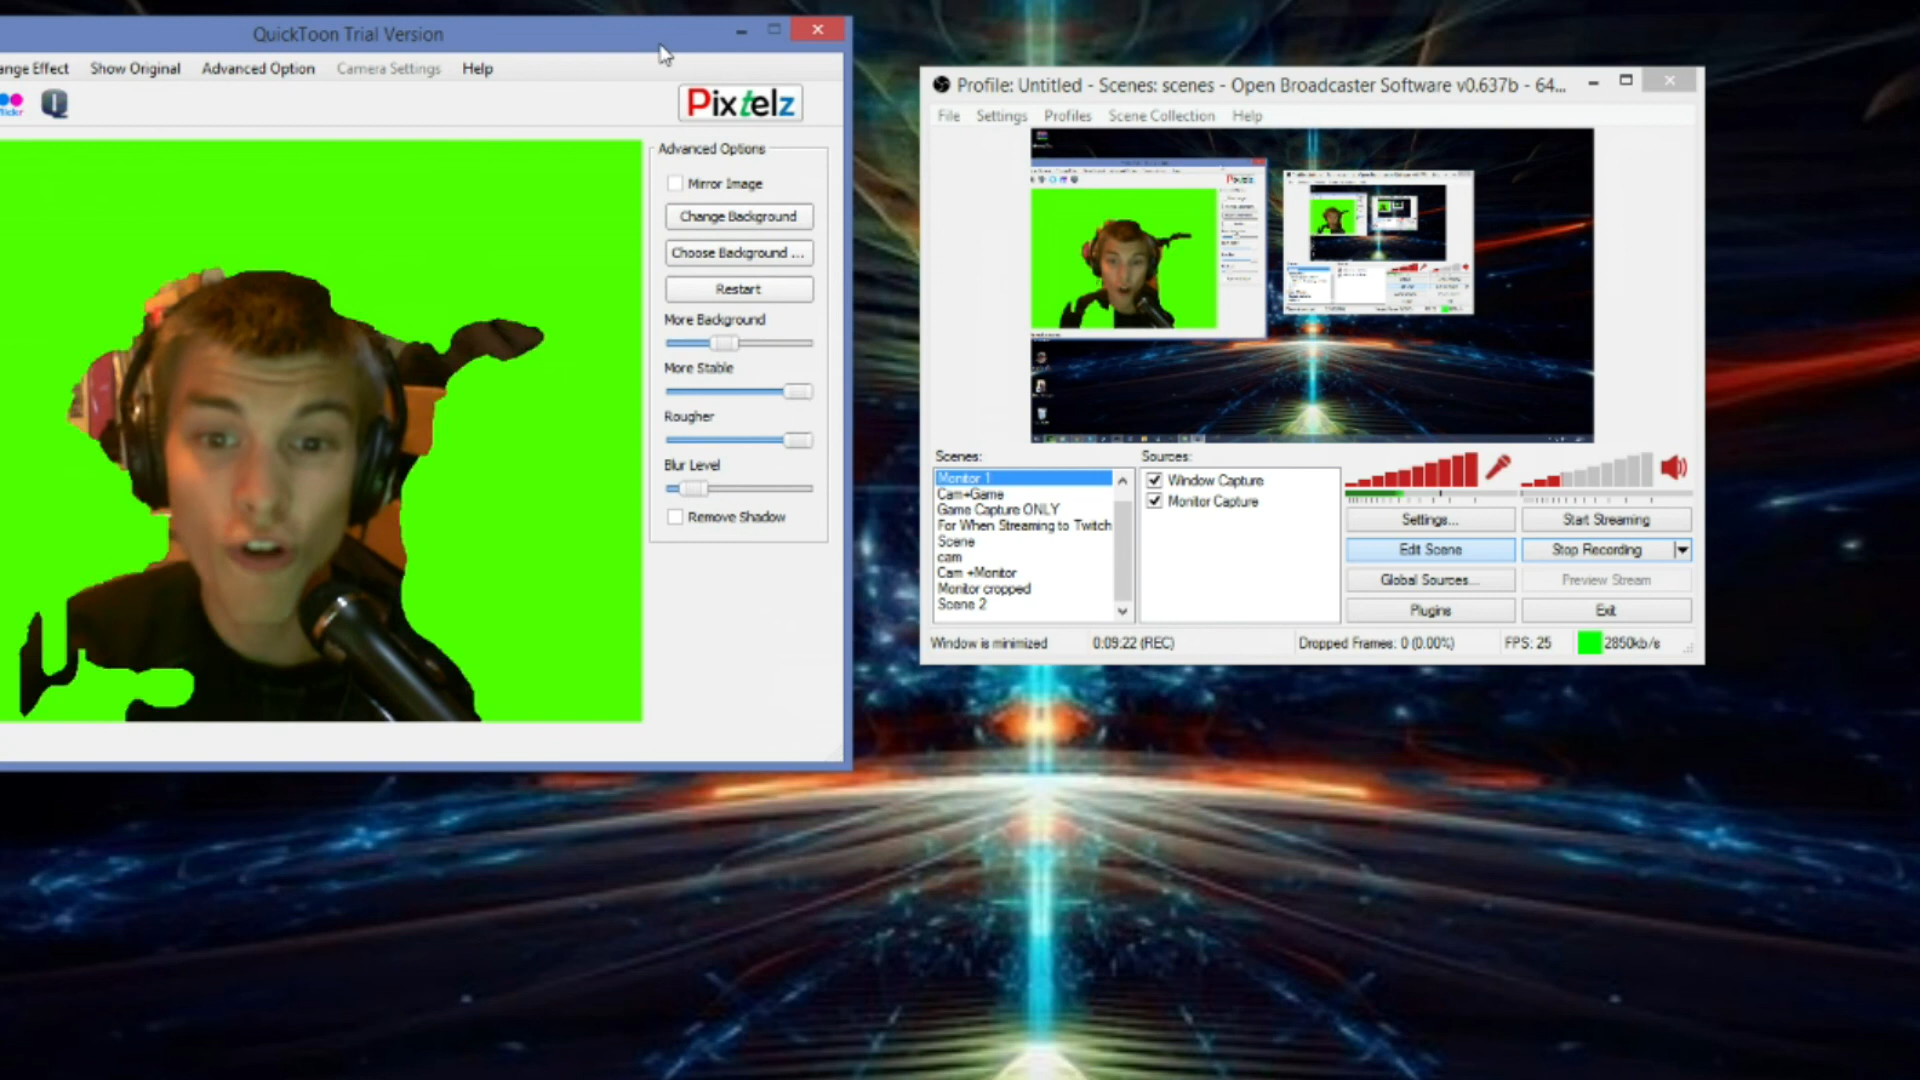 QuickToon Trial Version
ange Effect Show Original Advanced Option Camera Settings Help
flickr
Pixtelz
Advanced Options
Mirror Image
Change Background
Choose Background ...
Restart
More Background
More Stable
Rougher
Blur Level
Remove Shadow
Profile: Untitled - Scenes: scenes - Open Broadcaster Software v0.637b - 64...
File Settings Profiles Scene Collection Help
Scenes:
Monitor 1
Cam+Game
Game Capture ONLY
For When Streaming to Twitch
Scene
cam
Cam +Monitor
Monitor cropped
Scene 2
Sources:
Window Capture
Monitor Capture
Settings... Start Streaming
Edit Scene Stop Recording
Global Sources... Preview Stream
Plugins Exit
Window is minimized 0:09:22 (REC) Dropped Frames: 0 (0.00%) FPS: 25 2850kb/s